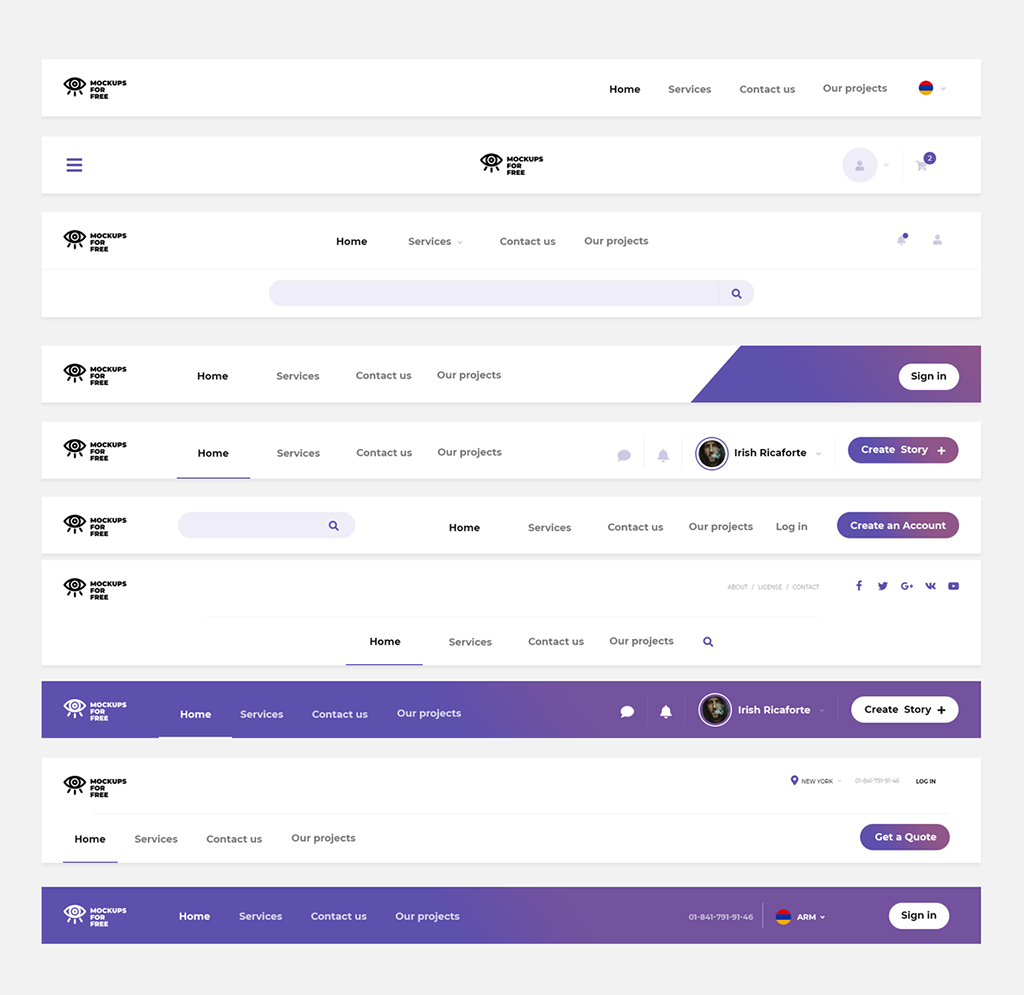 MOCKUPS
FOR
FREE
Home Services Contact us Our projects
MOCKUPS
FOR
FREE
2
MOCKUPS
FOR
FREE
Home Services Contact us Our projects
MOCKUPS
FOR
FREE
Home Services Contact us Our projects Sign in
MOCKUPS
FOR
FREE
Home Services Contact us Our projects Irish Ricaforte Create Story +
MOCKUPS
FOR
FREE
Home Services Contact us Our projects Log in Create an Account
MOCKUPS
FOR
FREE
ABOUT / LICENSE / CONTACT
Home Services Contact us Our projects
MOCKUPS
FOR
FREE
Home Services Contact us Our projects Irish Ricaforte Create Story +
MOCKUPS
FOR
FREE
NEW YORK 01-841-791-91-46 LOG IN
Home Services Contact us Our projects Get a Quote
MOCKUPS
FOR
FREE
Home Services Contact us Our projects 01-841-791-91-46 ARM Sign in